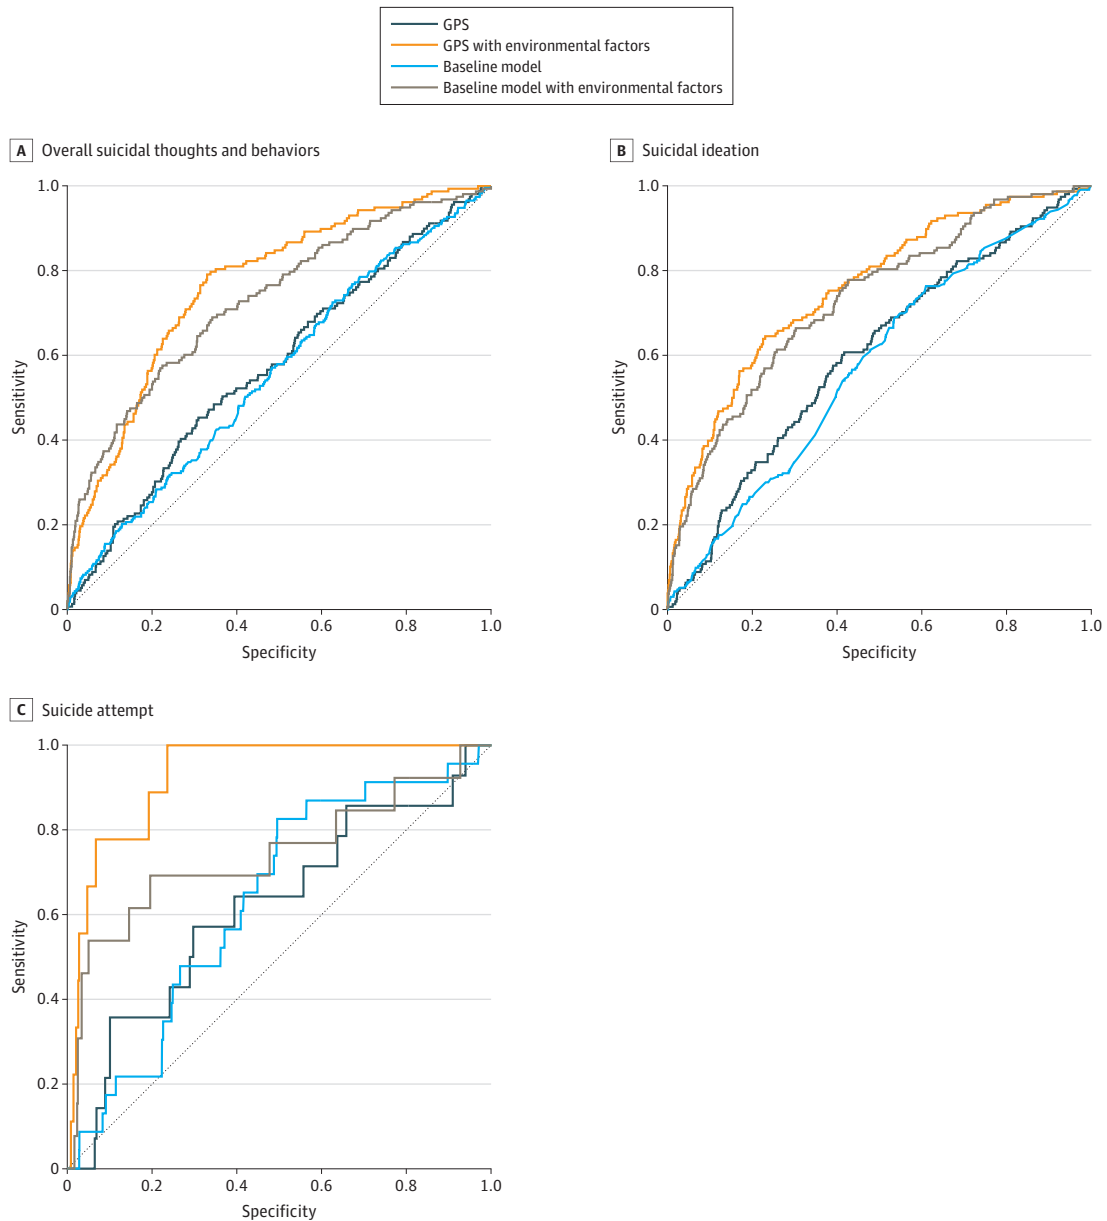 GPS
GPS with environmental factors
Baseline model
Baseline model with environmental factors
A Overall suicidal thoughts and behaviors
1.0
0.8
0.6
0.4
0.2
0
Sensitivity
0 0.2 0.4 0.6 0.8 1.0
Specificity
B Suicidal ideation
1.0
0.8
0.6
0.4
0.2
0
Sensitivity
0 0.2 0.4 0.6 0.8 1.0
Specificity
C Suicide attempt
1.0
0.8
0.6
0.4
0.2
0
Sensitivity
0 0.2 0.4 0.6 0.8 1.0
Specificity